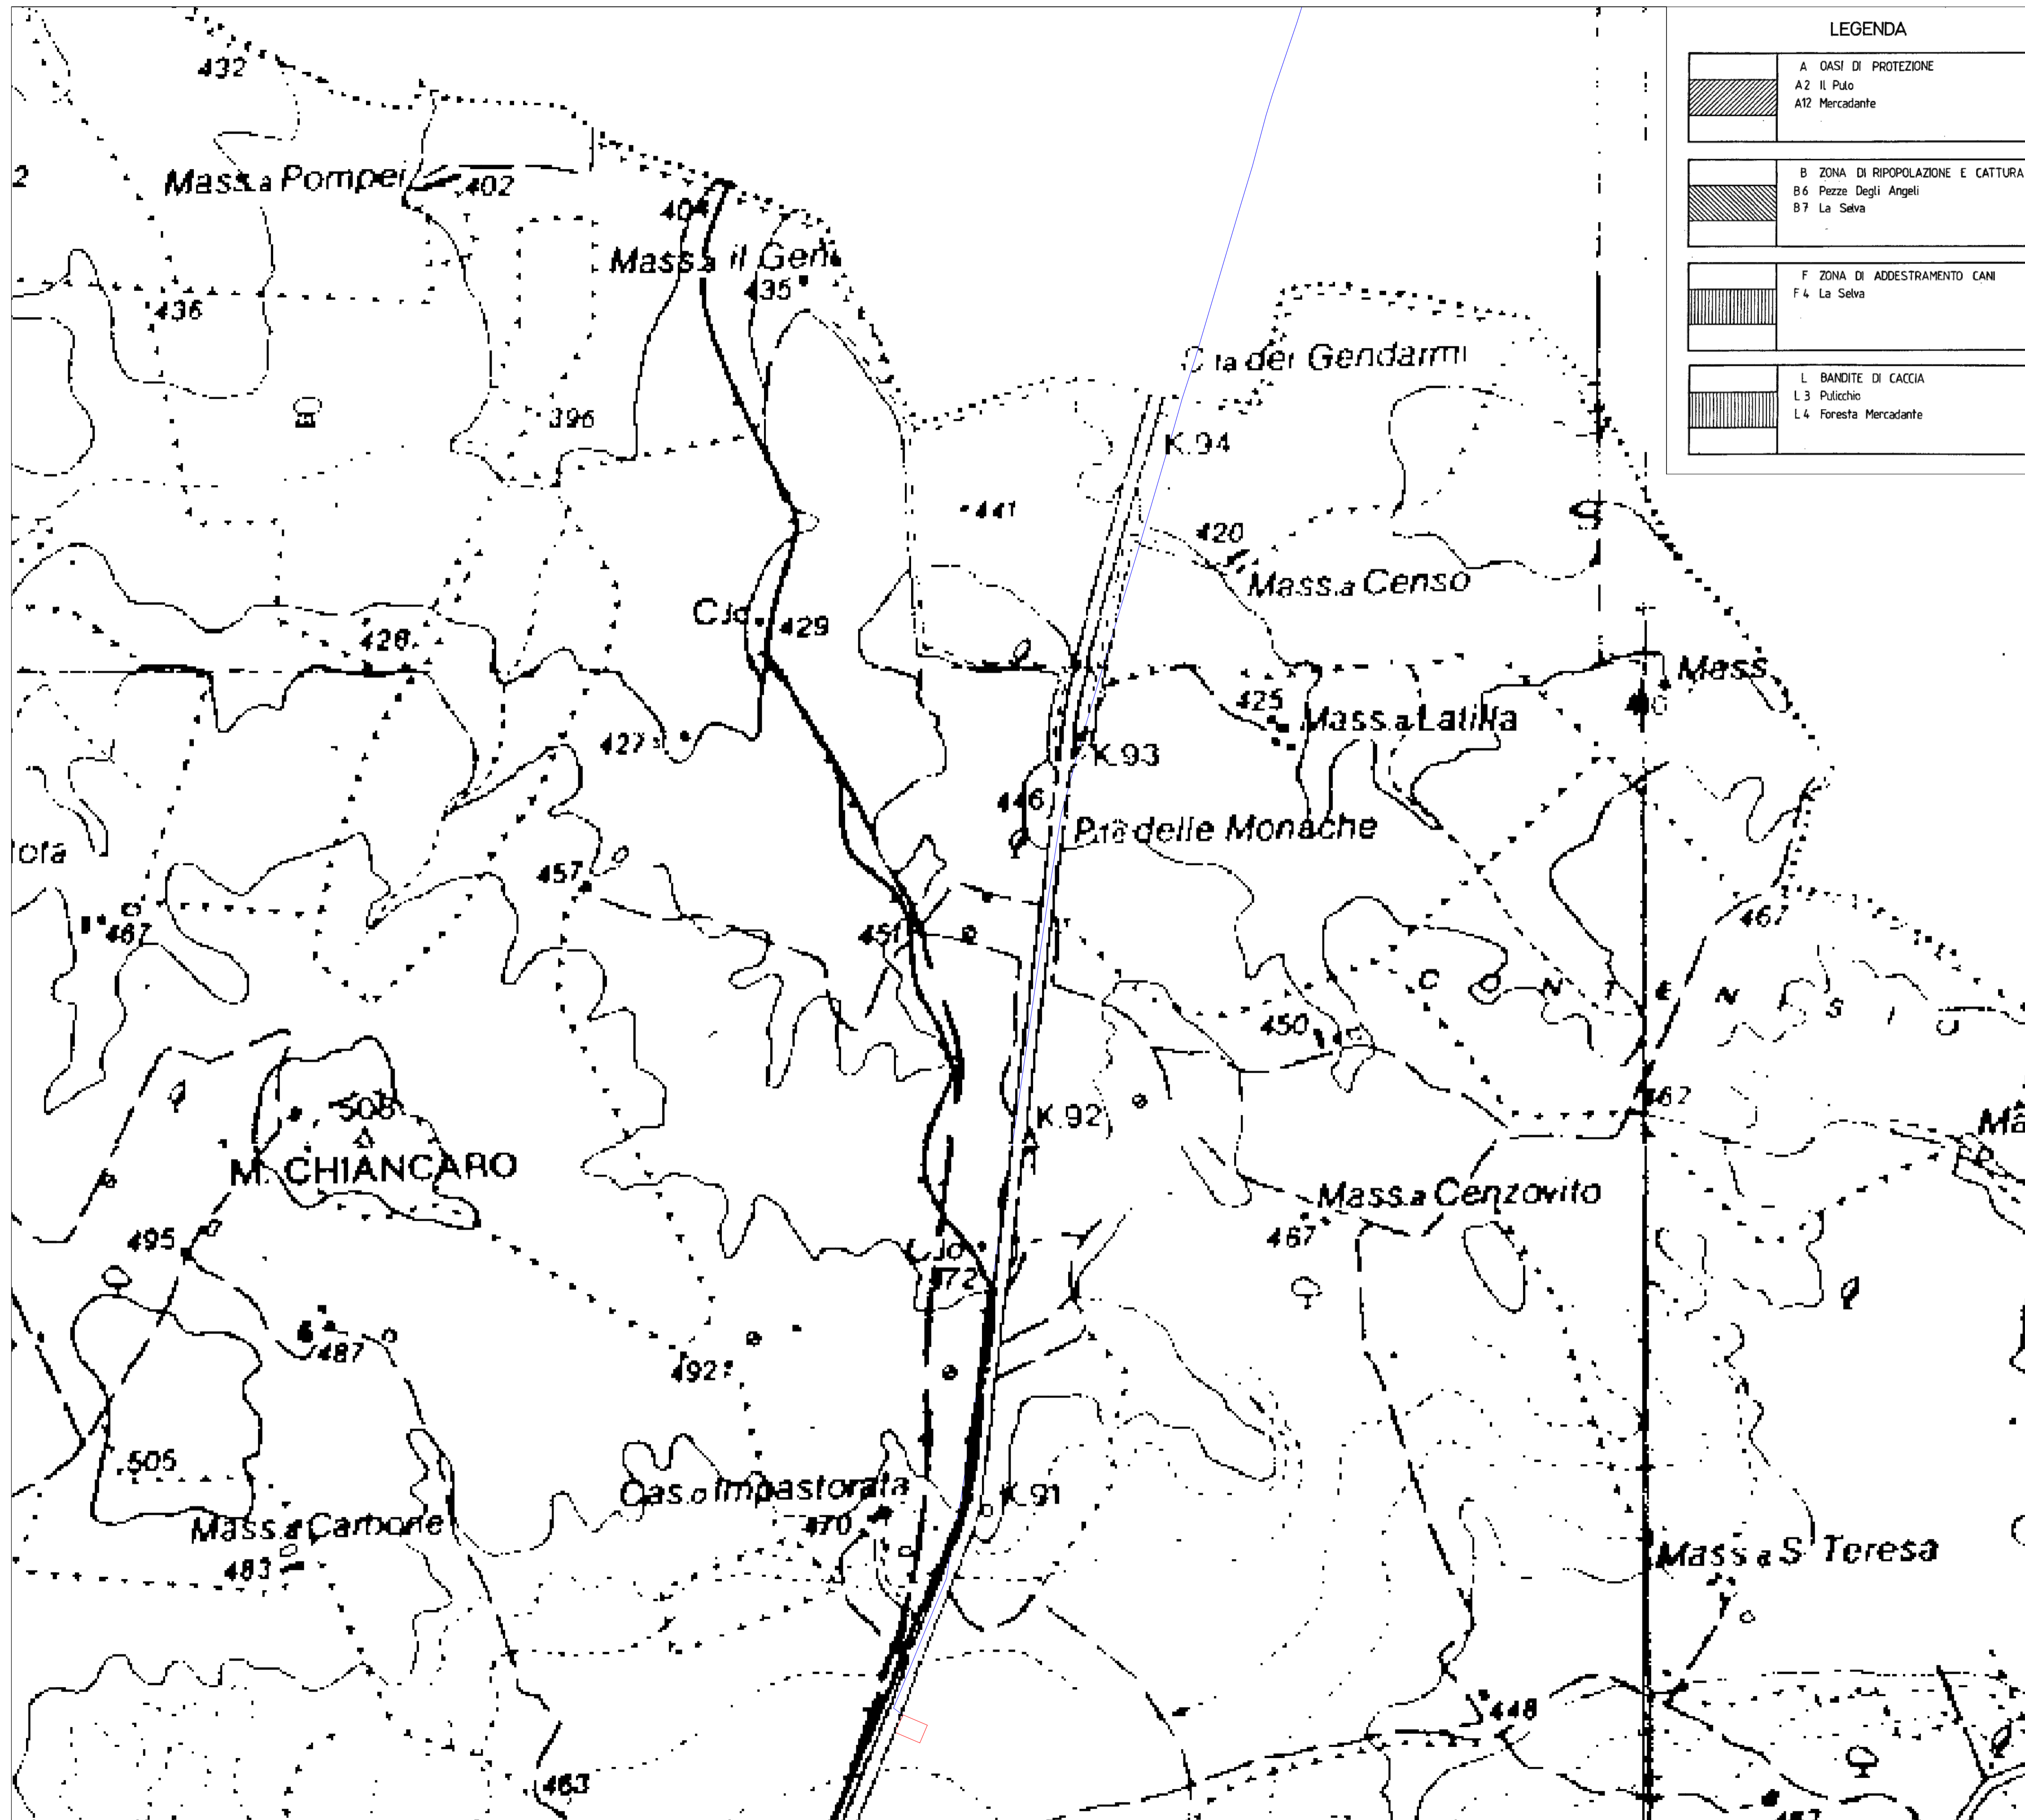 LEGENDA
A OASI DI PROTEZIONE
A2 Il Pulo
A12 Mercadante
B ZONA DI RIPOPOLAZIONE E CATTURA
B6 Pezze Degli Angeli
B7 La Selva
F ZONA DI ADDESTRAMENTO CANI
F4 La Selva
L BANDITE DI CACCIA
L3 Pulicchio
L4 Foresta Mercadante
432
2
Mass.a Pompei
402
404
Mass.a il Gen.
435
436
dei Gendarmi
396
K.94
441
420
Mass.a Censo
C.lo
429
428
Mass.
425
Mass.a Latilla
427
K.93
446
P.te delle Monache
457
467
467
451
C O N T E N S I U
450
K.92
462
508
M. CHIANCARO
Mass.a Cenzovito
467
495
C.lo
472
487
492
505
Cas.o Impastorata
K.91
470
Mass.a Carbone
483
Mass.a S. Teresa
448
463